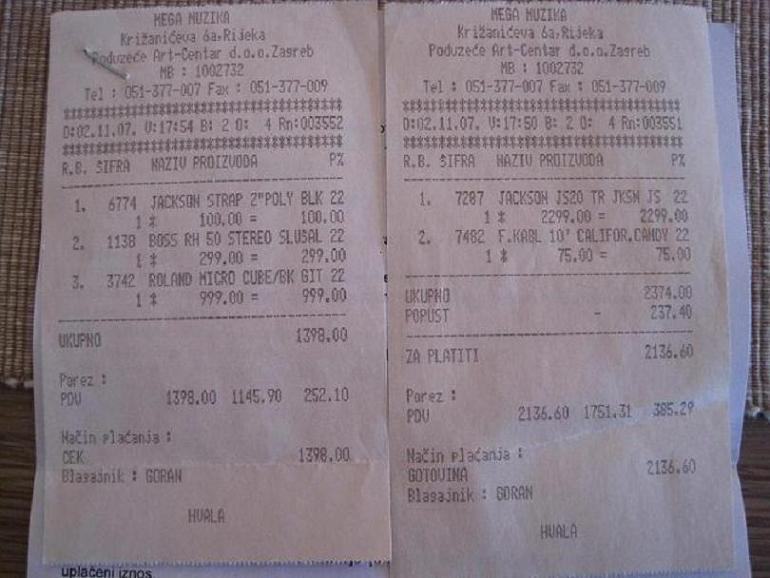 MEGA MUZIKA
Križanićeva 6a,Rijeka
Poduzeće Art-Centar d.o.o.Zagreb
MB : 1002732
Tel : 051-377-007 Fax : 051-377-009
D:02.11.07. V:17:54 B: 2 O: 4 Rn:003552
R.B. ŠIFRA NAZIV PROIZVODA P%
1. 6774 JACKSON STRAP 2"POLY BLK 22
1 * 100.00 = 100.00
2. 1138 BOSS RH 50 STEREO SLUŠAL 22
1 * 299.00 = 299.00
3. 3742 ROLAND MICRO CUBE/BK GIT 22
1 * 999.00 = 999.00
UKUPNO 1398.00
Porez :
PDV 1398.00 1145.90 252.10
Način plaćanja :
ČEK 1398.00
Blagajnik : GORAN
HVALA
uplaćeni iznos
MEGA MUZIKA
Križanićeva 6a,Rijeka
Poduzeće Art-Centar d.o.o.Zagreb
MB : 1002732
Tel : 051-377-007 Fax : 051-377-009
D:02.11.07. V:17:50 B: 2 O: 4 Rn:003551
R.B. ŠIFRA NAZIV PROIZVODA P%
1. 7287 JACKSON JS20 TR JKSN JS 22
1 * 2299.00 = 2299.00
2. 7482 F.KABL 10' CALIFOR.CANDY 22
1 * 75.00 = 75.00
UKUPNO 2374.00
POPUST - 237.40
ZA PLATITI 2136.60
Porez :
PDV 2136.60 1751.31 385.29
Način plaćanja :
GOTOVINA 2136.60
Blagajnik : GORAN
HVALA